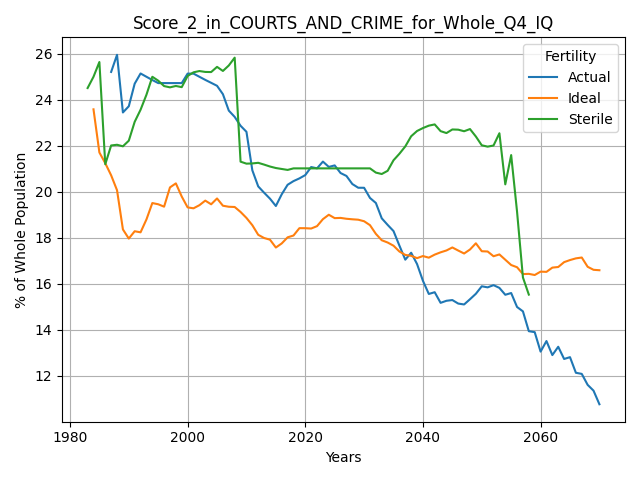 Score_2_in_COURTS_AND_CRIME_for_Whole_Q4_IQ
Fertility
Actual
Ideal
Sterile
% of Whole Population
26
24
22
20
18
16
14
12
1980
2000
2020
2040
2060
Years